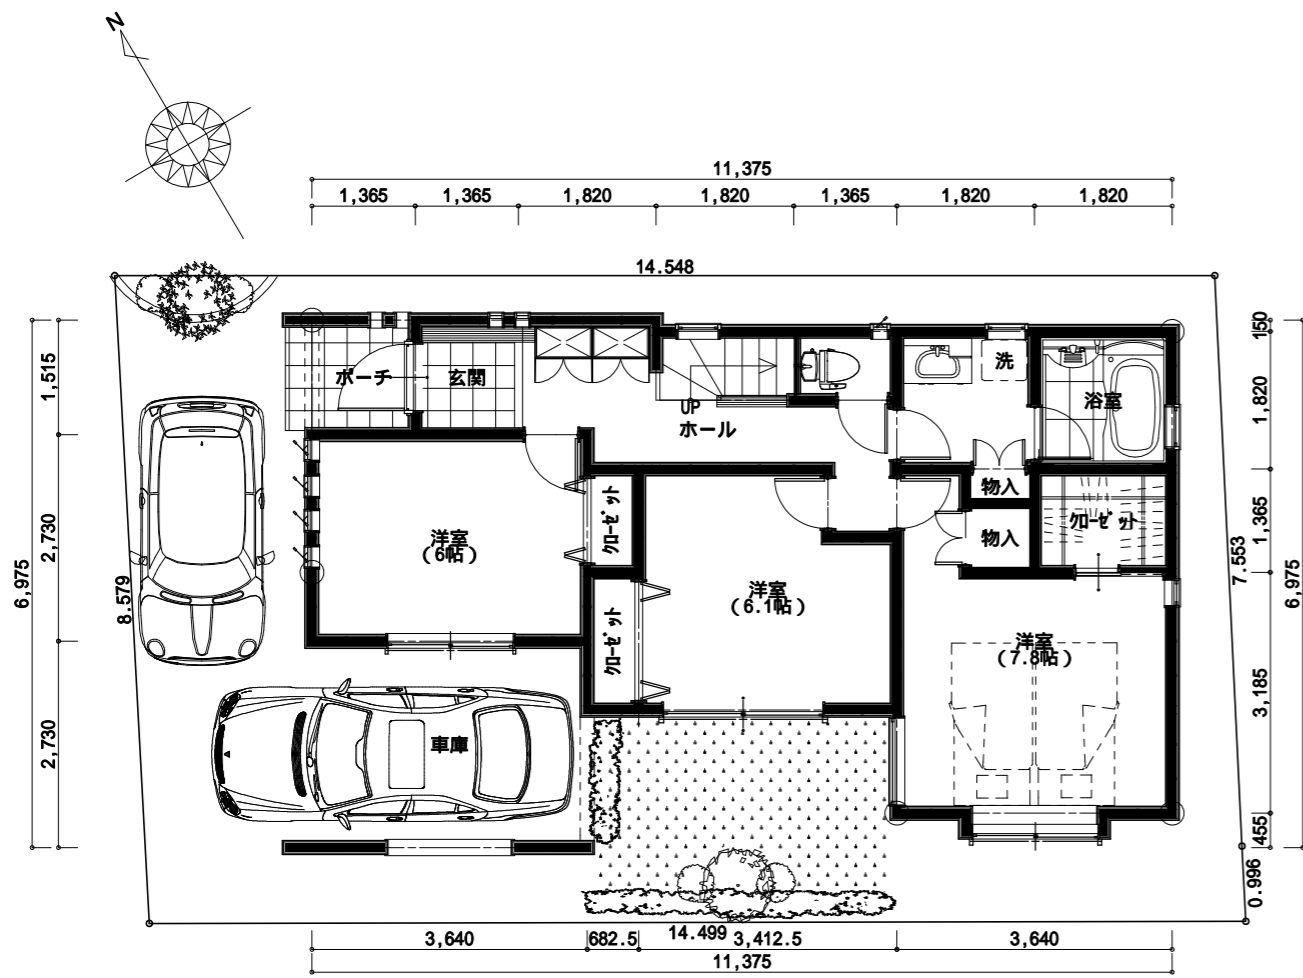 N
11,375
1,365
1,365
1,820
1,820
1,365
1,820
1,820
14.548
150
1,515
1,820
6,975
2,730
1,365
7.553
6,975
8.579
2,730
3,185
455
0.996
ポーチ
玄関
UP
ホール
洗
浴室
物入
物入
クローゼット
クローゼット
クローゼット
洋室
(6帖)
洋室
(6.1帖)
洋室
(7.8帖)
車庫
3,640
682.5
14.499
3,412.5
3,640
11,375